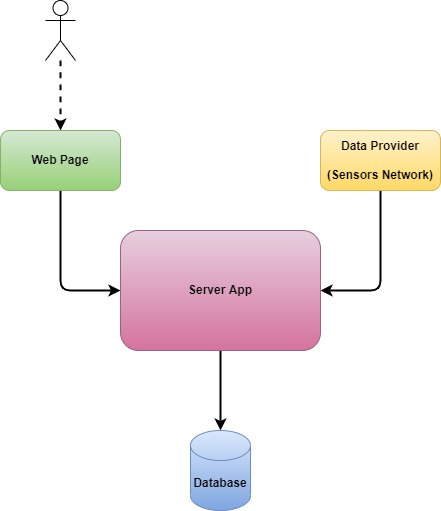 Web Page
Data Provider
(Sensors Network)
Server App
Database